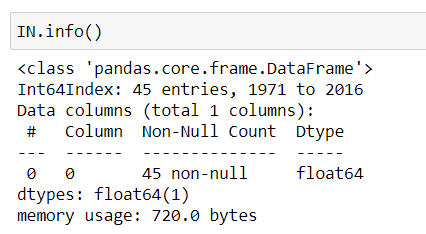 IN.info()
<class 'pandas.core.frame.DataFrame'>
Int64Index: 45 entries, 1971 to 2016
Data columns (total 1 columns):
 #   Column  Non-Null Count  Dtype
---  ------  --------------  -----
 0   0       45 non-null     float64
dtypes: float64(1)
memory usage: 720.0 bytes